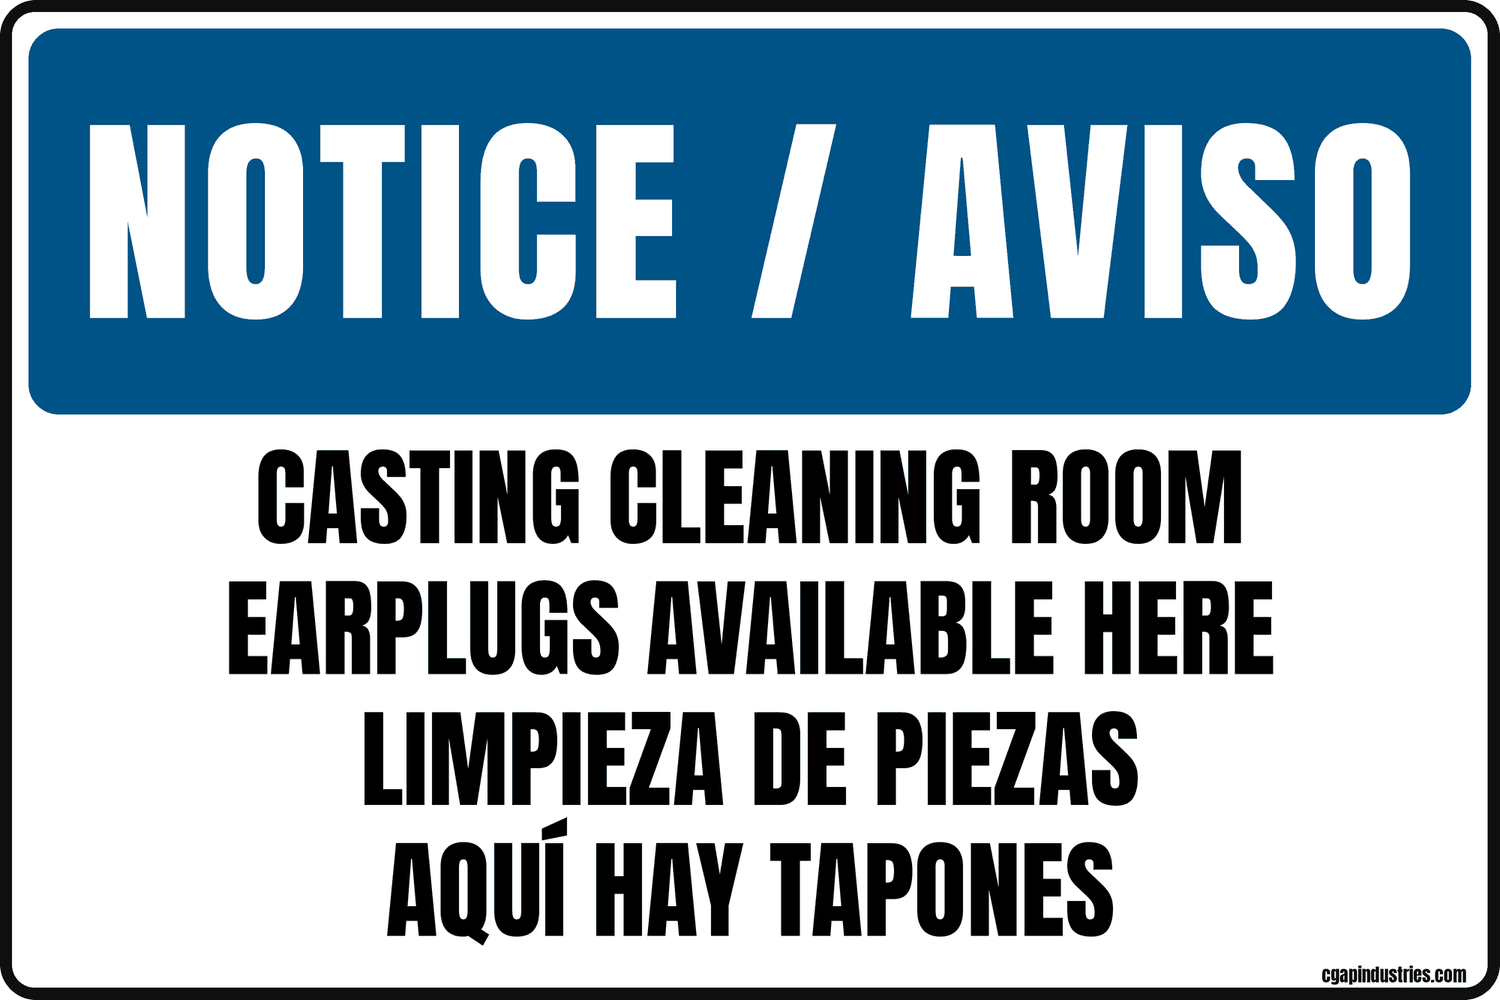 NOTICE / AVISO
CASTING CLEANING ROOM
EARPLUGS AVAILABLE HERE
LIMPIEZA DE PIEZAS
AQUÍ HAY TAPONES
cgapindustries.com